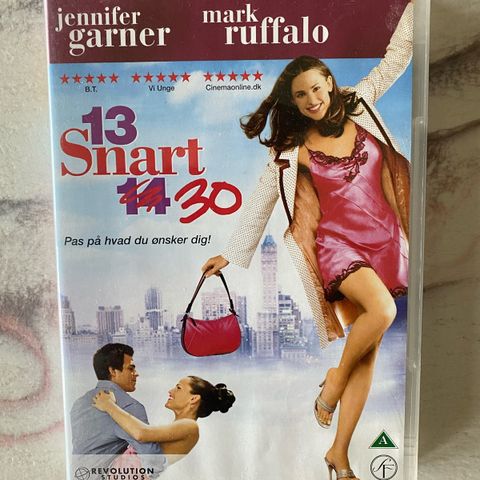 jennifer garner
mark ruffalo
★★★★★ ★★★★★ ★★★★★
B.T. Vi Unge Cinemaonline.dk
13
Snart
14 30
Pas på hvad du ønsker dig!
REVOLUTION
STUDIOS
A
SF